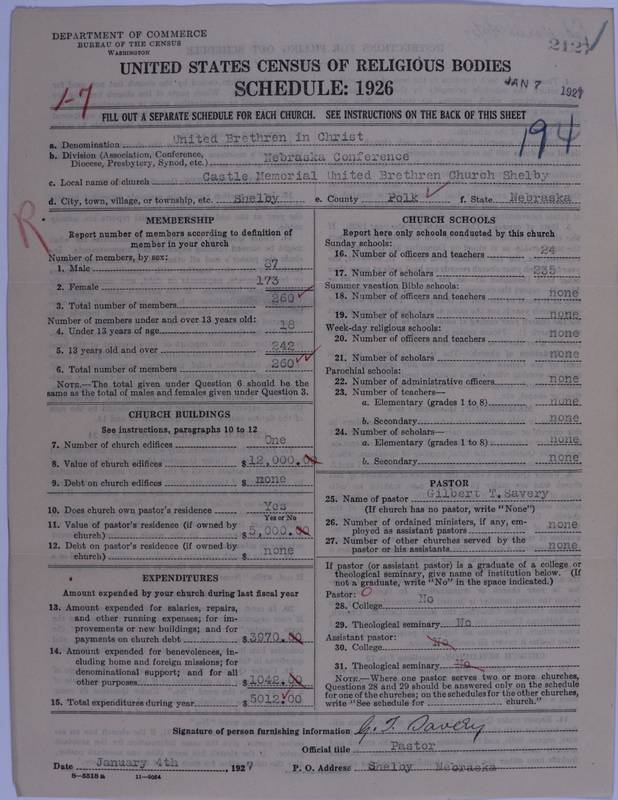 DEPARTMENT OF COMMERCE
BUREAU OF THE CENSUS
WASHINGTON
2121
UNITED STATES CENSUS OF RELIGIOUS BODIES
SCHEDULE: 1926
JAN 7 1927
1-7
FILL OUT A SEPARATE SCHEDULE FOR EACH CHURCH. SEE INSTRUCTIONS ON THE BACK OF THIS SHEET
194
a. Denomination United Brethren in Christ
b. Division (Association, Conference, Diocese, Presbytery, Synod, etc.) Nebraska Conference
c. Local name of church Castle Memorial United Brethren Church Shelby
d. City, town, village, or township, etc. Shelby e. County Polk f. State Nebraska
R
MEMBERSHIP
Report number of members according to definition of
member in your church
Number of members, by sex:
1. Male 87
2. Female 173
3. Total number of members 260
Number of members under and over 13 years old:
4. Under 13 years of age 18
5. 13 years old and over 242
6. Total number of members 260
NOTE.—The total given under Question 6 should be the
same as the total of males and females given under Question 3.
CHURCH BUILDINGS
See instructions, paragraphs 10 to 12
7. Number of church edifices One
8. Value of church edifices $12,000.00
9. Debt on church edifices $ none
10. Does church own pastor's residence Yes
Yes or No
11. Value of pastor's residence (if owned by
church) $5,000.00
12. Debt on pastor's residence (if owned by
church) $ none
EXPENDITURES
Amount expended by your church during last fiscal year
13. Amount expended for salaries, repairs,
and other running expenses; for im-
provements or new buildings; and for
payments on church debt $3970.00
14. Amount expended for benevolences, in-
cluding home and foreign missions; for
denominational support; and for all
other purposes $1042.00
15. Total expenditures during year $5012.00
CHURCH SCHOOLS
Report here only schools conducted by this church
Sunday schools:
16. Number of officers and teachers 24
17. Number of scholars 235
Summer vacation Bible schools:
18. Number of officers and teachers none
19. Number of scholars none
Week-day religious schools:
20. Number of officers and teachers none
21. Number of scholars none
Parochial schools:
22. Number of administrative officers none
23. Number of teachers—
a. Elementary (grades 1 to 8) none
b. Secondary none
24. Number of scholars—
a. Elementary (grades 1 to 8) none
b. Secondary none
PASTOR
25. Name of pastor Gilbert T. Savery
(If church has no pastor, write "None")
26. Number of ordained ministers, if any, em-
ployed as assistant pastors none
27. Number of other churches served by the
pastor or his assistants none
If pastor (or assistant pastor) is a graduate of a college or
theological seminary, give name of institution below. (If
not a graduate, write "No" in the space indicated.)
Pastor: 0
28. College No
29. Theological seminary No
Assistant pastor:
30. College No
31. Theological seminary No
NOTE.—Where one pastor serves two or more churches,
Questions 28 and 29 should be answered only on the schedule
for one of the churches; on the schedules for the other churches,
write "See schedule for church."
Signature of person furnishing information G. T. Savery
Official title Pastor
Date January 4th, 1927 P. O. Address Shelby Nebraska
8-5518 a 11-9054